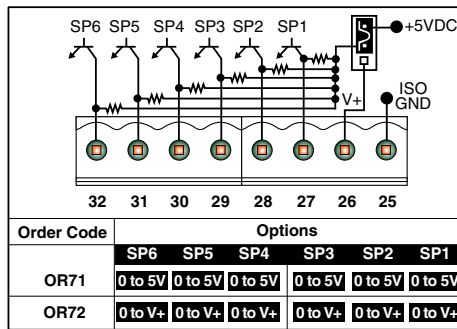 SP6 SP5 SP4 SP3 SP2 SP1
+5VDC
V+
ISO
GND
32 31 30 29 28 27 26 25
Order Code Options
SP6 SP5 SP4 SP3 SP2 SP1
OR71 0 to 5V 0 to 5V 0 to 5V 0 to 5V 0 to 5V 0 to 5V
OR72 0 to V+ 0 to V+ 0 to V+ 0 to V+ 0 to V+ 0 to V+